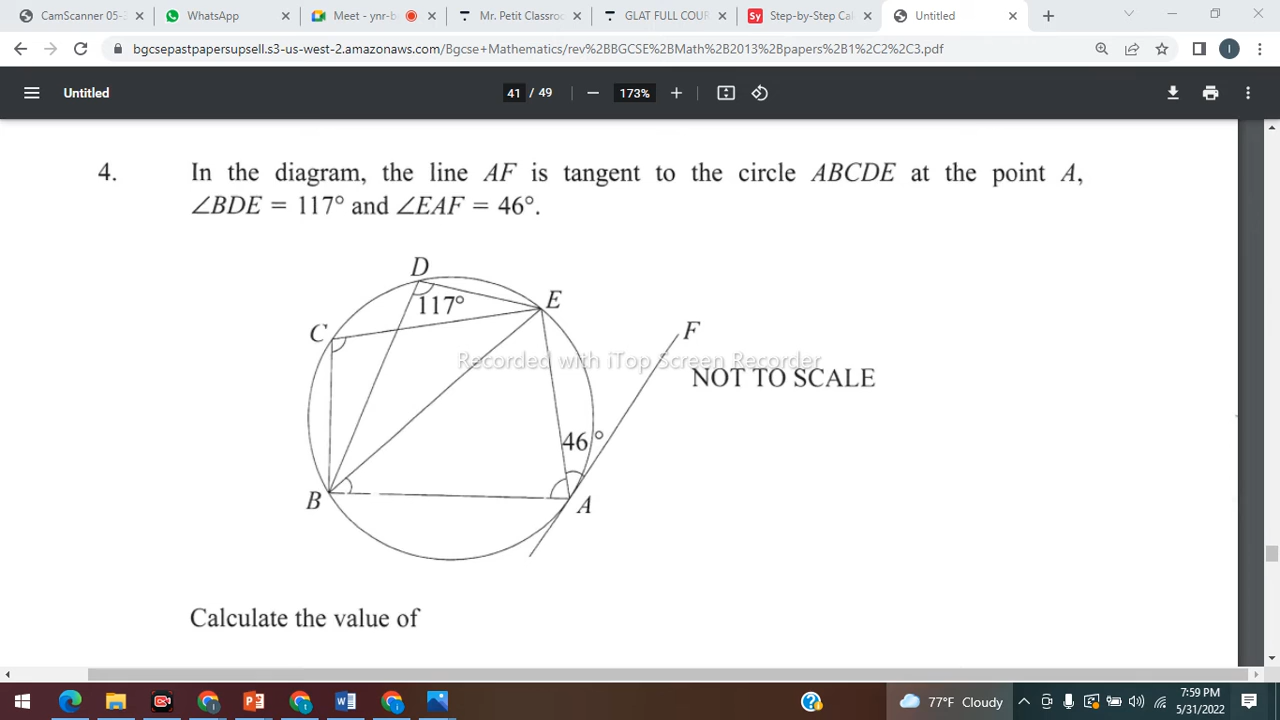 CamScanner 05-3
WhatsApp
Meet - ynr-b
Mr. Petit Classroo
GLAT FULL COUR
Step-by-Step Cal
Untitled
bgcsepastpapersupsell.s3-us-west-2.amazonaws.com/Bgcse+Mathematics/rev%2BBGCSE%2BMath%2B2013%2Bpapers%2B1%2C2%2C3.pdf
I
Untitled
41 / 49
173%
4. In the diagram, the line AF is tangent to the circle ABCDE at the point A,
∠BDE = 117° and ∠EAF = 46°.
D
117°
E
C
F
Recorded with iTop Screen Recorder
NOT TO SCALE
46°
B
A
Calculate the value of
77°F Cloudy
7:59 PM
5/31/2022